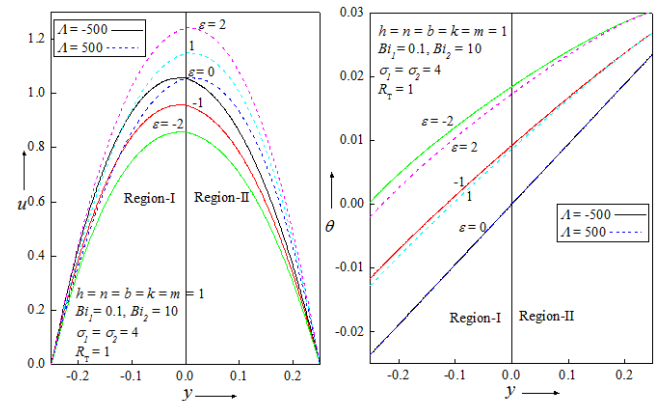 Λ = -500
Λ = 500
ε = 2
1
ε = 0
-1
ε = -2
Region-I
Region-II
h = n = b = k = m = 1
Bi₁= 0.1, Bi₂ = 10
σ₁ = σ₂ = 4
R_T = 1
u
1.2
1.0
0.8
0.6
0.4
0.2
0.0
-0.2
-0.1
0.0
0.1
0.2
y
h = n = b = k = m = 1
Bi₁= 0.1, Bi₂ = 10
σ₁ = σ₂ = 4
R_T = 1
ε = -2
ε = 2
-1
1
ε = 0
Λ = -500
Λ = 500
Region-I
Region-II
θ
0.03
0.02
0.01
0.00
-0.01
-0.02
-0.2
-0.1
0.0
0.1
0.2
y